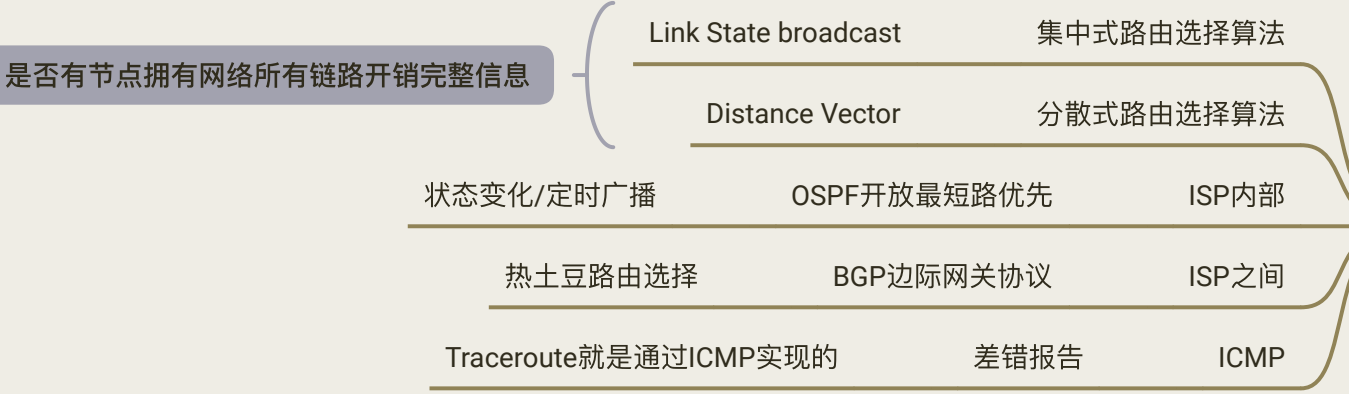 Link State broadcast 集中式路由选择算法
是否有节点拥有网络所有链路开销完整信息
Distance Vector 分散式路由选择算法
状态变化/定时广播 OSPF开放最短路优先 ISP内部
热土豆路由选择 BGP边际网关协议 ISP之间
Traceroute就是通过ICMP实现的 差错报告 ICMP